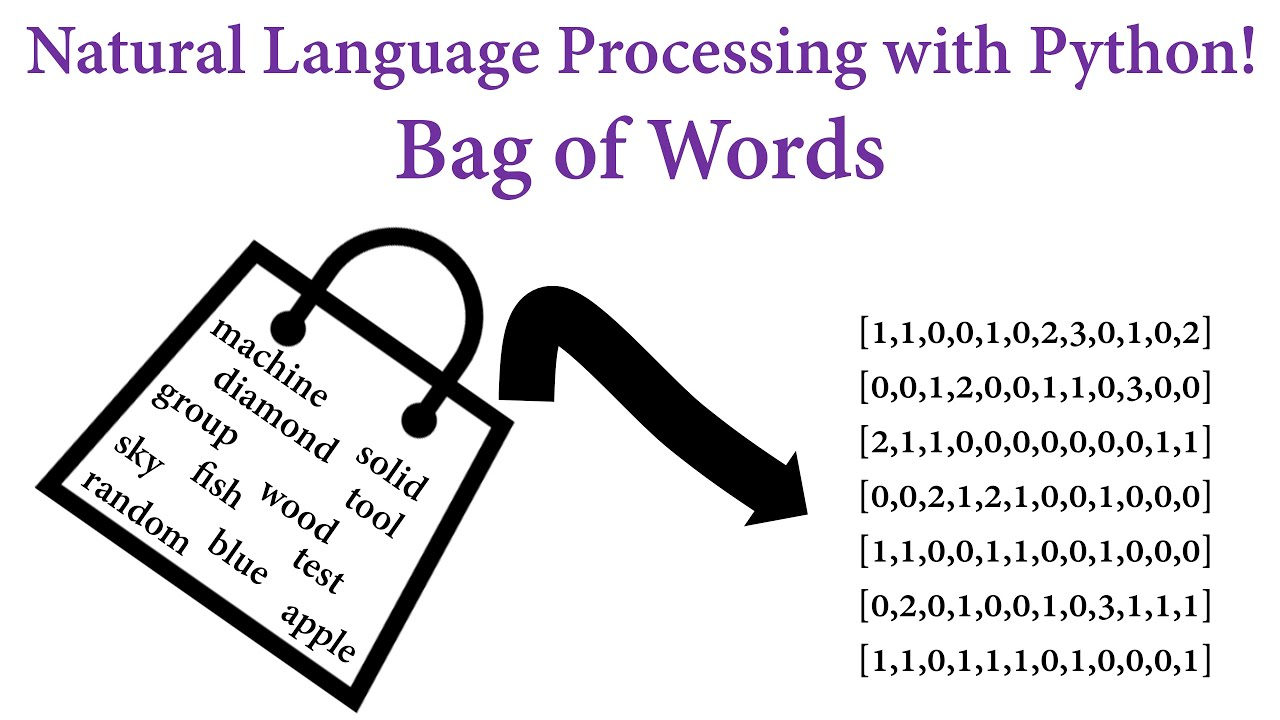 Natural Language Processing with Python!
Bag of Words
machine
diamond
group
solid
sky
fish
wood
tool
random
blue
test
apple
[1,1,0,0,1,0,2,3,0,1,0,2]
[0,0,1,2,0,0,1,1,0,3,0,0]
[2,1,1,0,0,0,0,0,0,0,1,1]
[0,0,2,1,2,1,0,0,1,0,0,0]
[1,1,0,0,1,1,0,0,1,0,0,0]
[0,2,0,1,0,0,1,0,3,1,1,1]
[1,1,0,1,1,1,0,1,0,0,0,1]